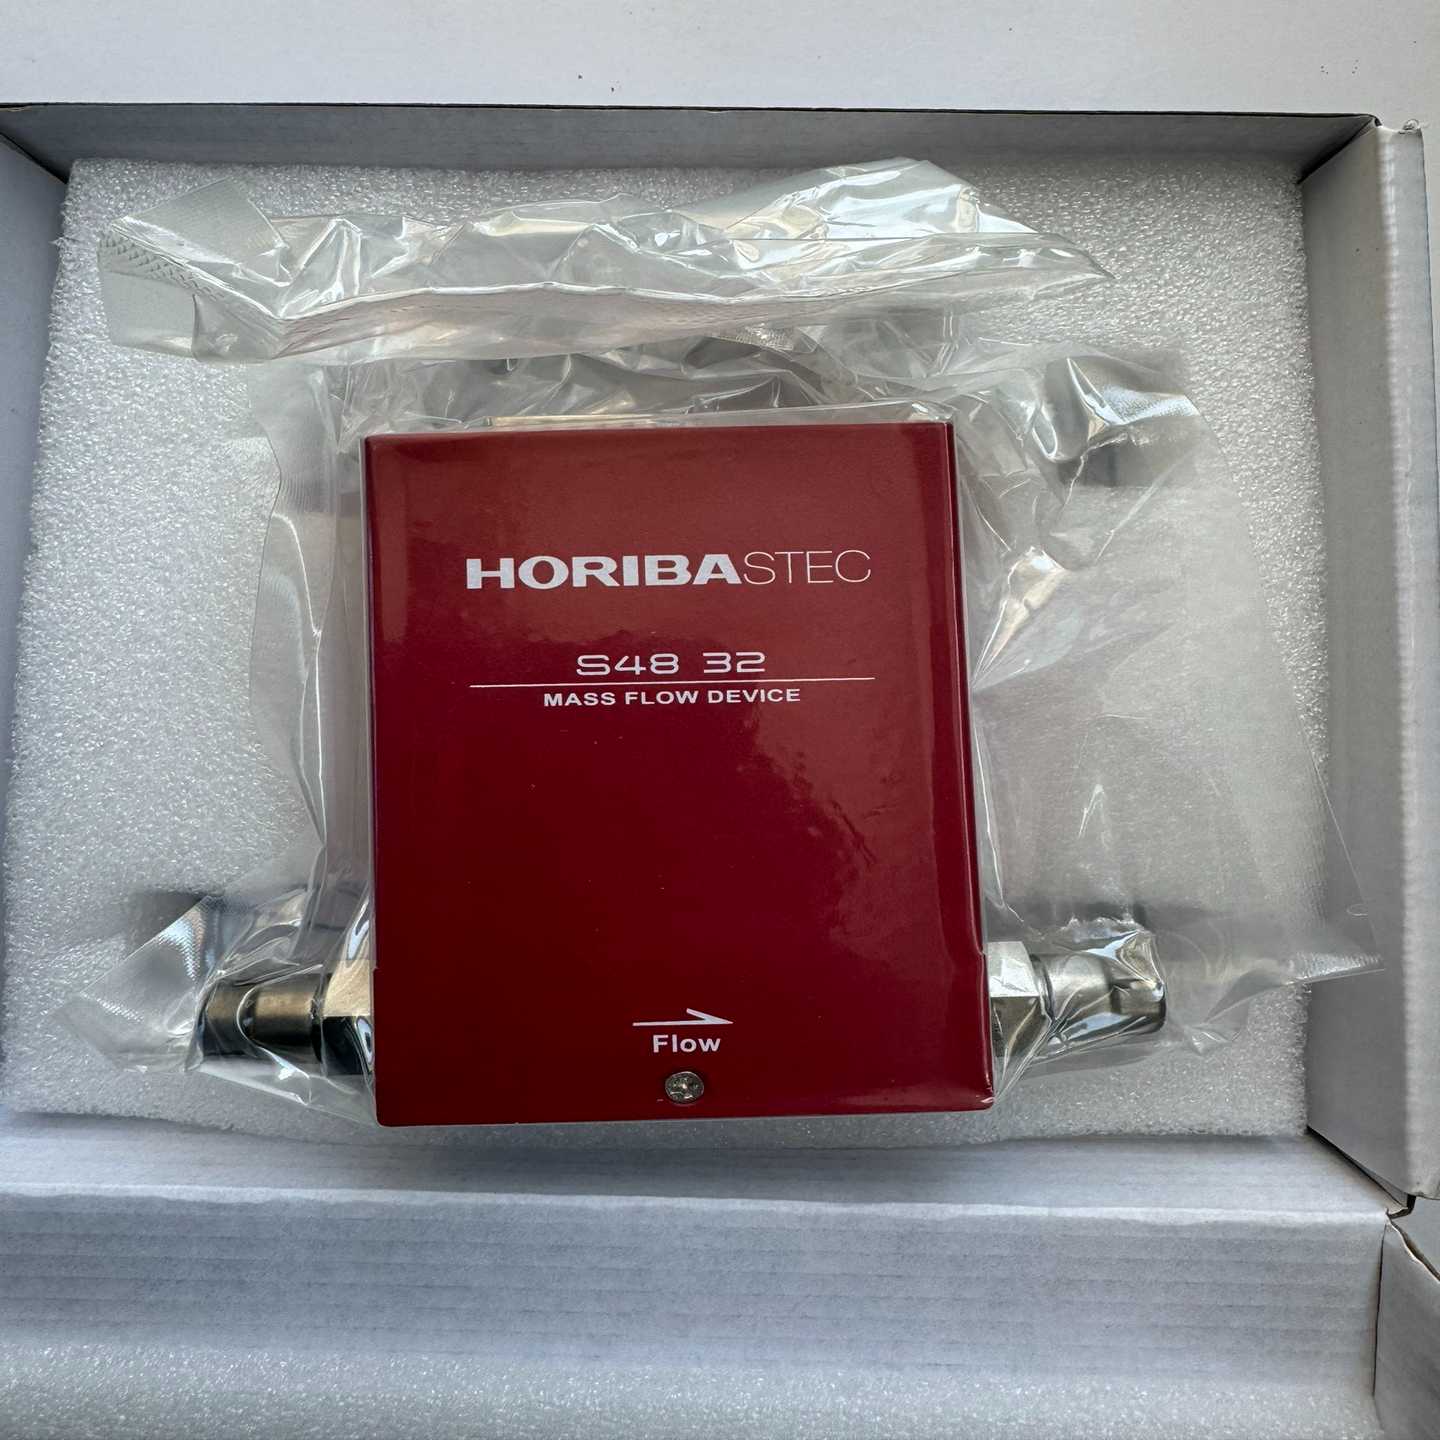 HORIBASTEC
S48 32
MASS FLOW DEVICE
Flow